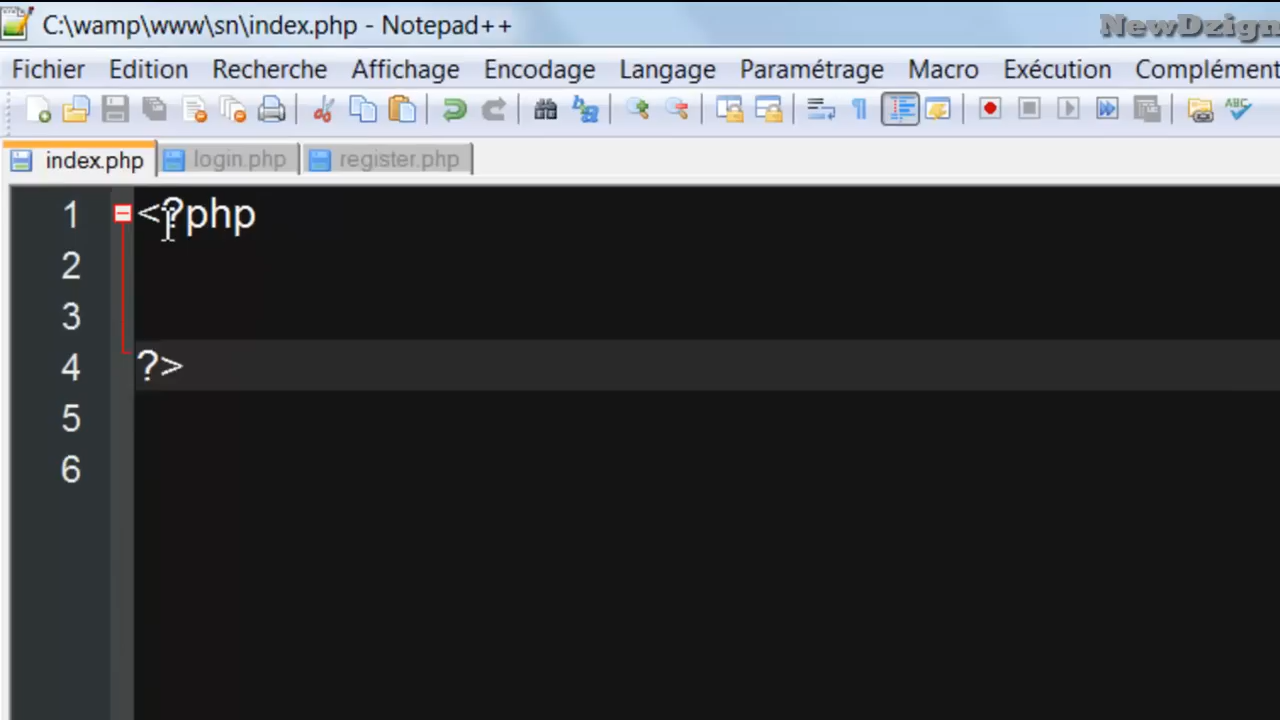 C:\wamp\www\sn\index.php - Notepad++
NewDzign
Fichier Edition Recherche Affichage Encodage Langage Paramétrage Macro Exécution Complément
ABC
index.php login.php register.php
1 <?php
2
3
4 ?>
5
6